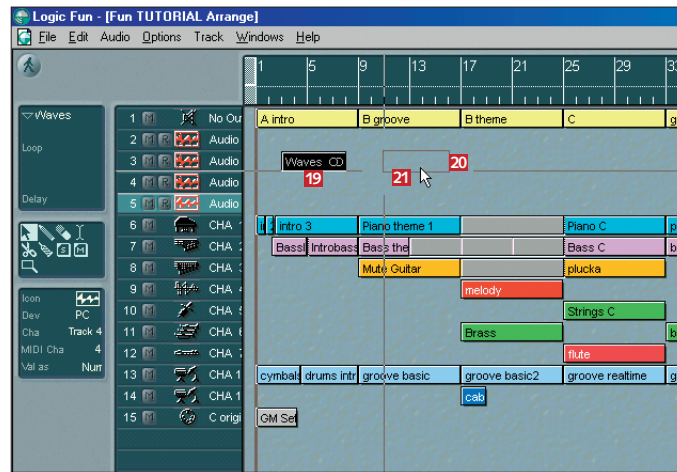 Logic Fun - [Fun TUTORIAL Arrange]
File Edit Audio Options Track Windows Help
1 5 9 13 17 21 25 29 33
Waves
Loop
Delay
Icon
Dev PC
Cha Track 4
MIDI Cha 4
Val as Num
1 M No Ou A intro B groove B theme C
2 M R Audio
3 M R Audio Waves 19 21 20
4 M R Audio
5 M R Audio
6 M CHA intro 3 Piano theme 1 Piano C
7 M CHA Bassl Introbass Bass the Bass C
8 M CHA Mute Guitar plucka
9 M CHA melody
10 M CHA Strings C
11 M CHA Brass
12 M CHA flute
13 M CHA 1 cymbals drums intr groove basic groove basic2 groove realtime
14 M CHA 1 cab
15 M C origi GM Set